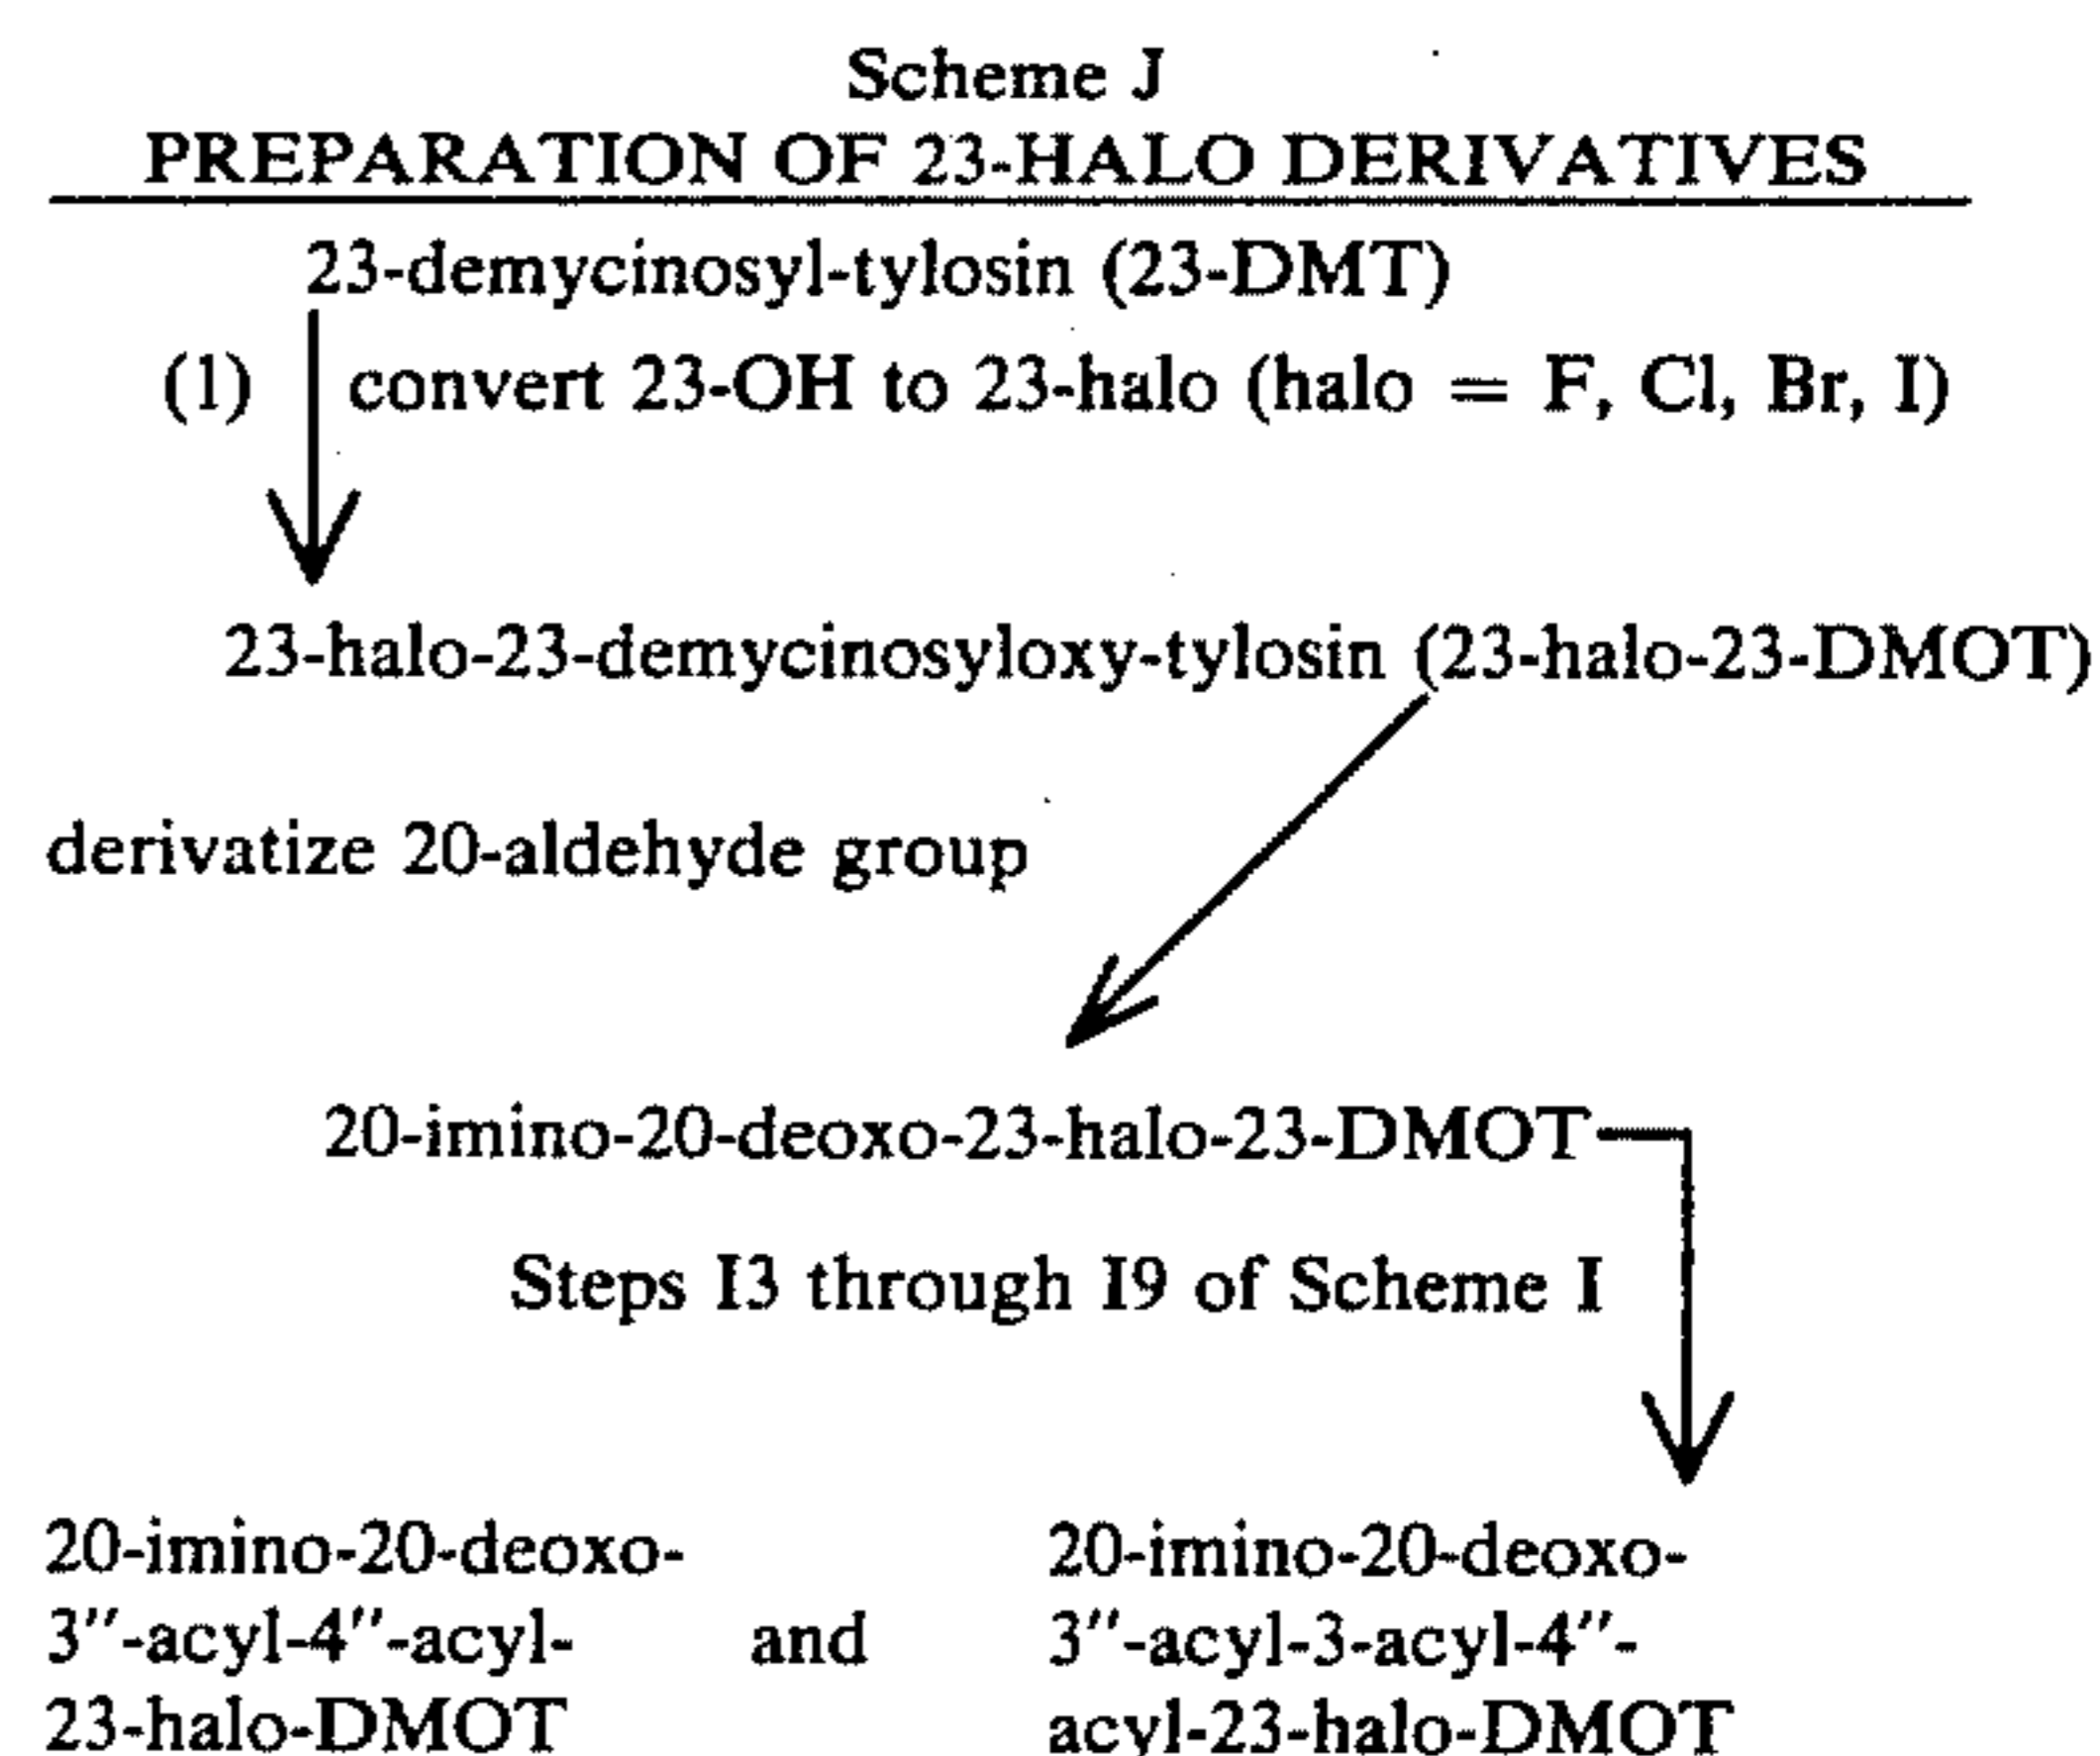 Scheme J
PREPARATION OF 23-HALO DERIVATIVES
23-demycinosyl-tylosin (23-DMT)
(1) convert 23-OH to 23-halo (halo = F, Cl, Br, I)
23-halo-23-demycinosyloxy-tylosin (23-halo-23-DMOT)
derivatize 20-aldehyde group
20-imino-20-deoxo-23-halo-23-DMOT
Steps I3 through I9 of Scheme I
20-imino-20-deoxo- 20-imino-20-deoxo-
3″-acyl-4″-acyl- and 3″-acyl-3-acyl-4″-
23-halo-DMOT acyl-23-halo-DMOT